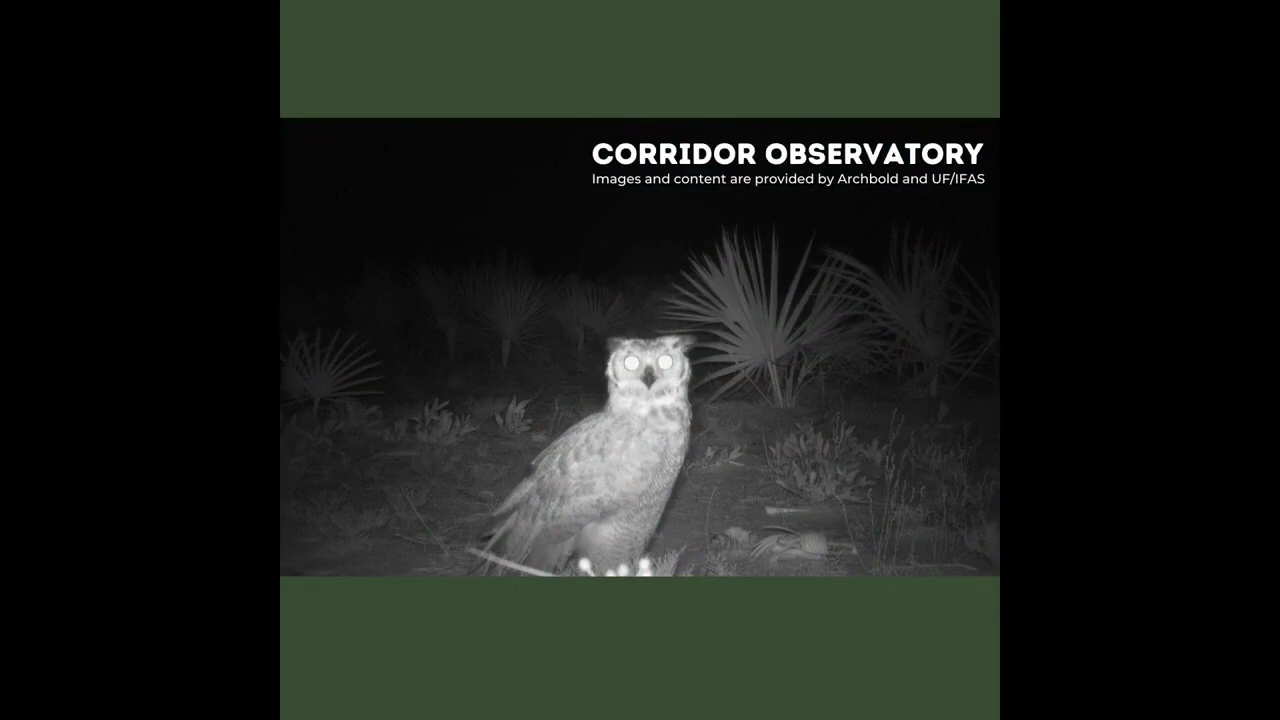 CORRIDOR OBSERVATORY
Images and content are provided by Archbold and UF/IFAS